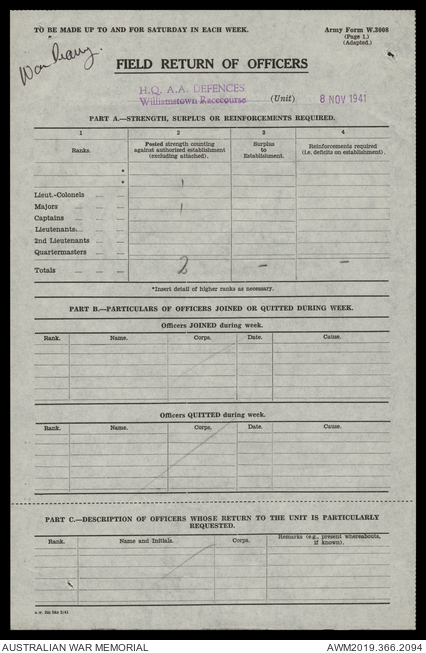 TO BE MADE UP TO AND FOR SATURDAY IN EACH WEEK.
Army Form W.3008
(Page 1.)
(Adapted.)
War Diary.
FIELD RETURN OF OFFICERS
H.Q. A.A. DEFENCES
Williamstown Racecourse (Unit) 8 NOV 1941
PART A.—STRENGTH, SURPLUS OR REINFORCEMENTS REQUIRED.
1 2 3 4
Ranks.
Posted strength counting
against authorized establishment
(excluding attached).
Surplus
to
Establishment.
Reinforcements required
(i.e. deficits on establishment).
*
* 1
Lieut.-Colonels
Majors 1
Captains
Lieutenants
2nd Lieutenants
Quartermasters
Totals 2 – –
*Insert detail of higher ranks as necessary.
PART B.—PARTICULARS OF OFFICERS JOINED OR QUITTED DURING WEEK.
Officers JOINED during week.
Rank. Name. Corps. Date. Cause.
Officers QUITTED during week.
Rank. Name. Corps. Date. Cause.
PART C.—DESCRIPTION OF OFFICERS WHOSE RETURN TO THE UNIT IS PARTICULARLY
REQUESTED.
Rank. Name and Initials. Corps. Remarks (e.g., present whereabouts,
if known).
AUSTRALIAN WAR MEMORIAL
AWM2019.366.2094